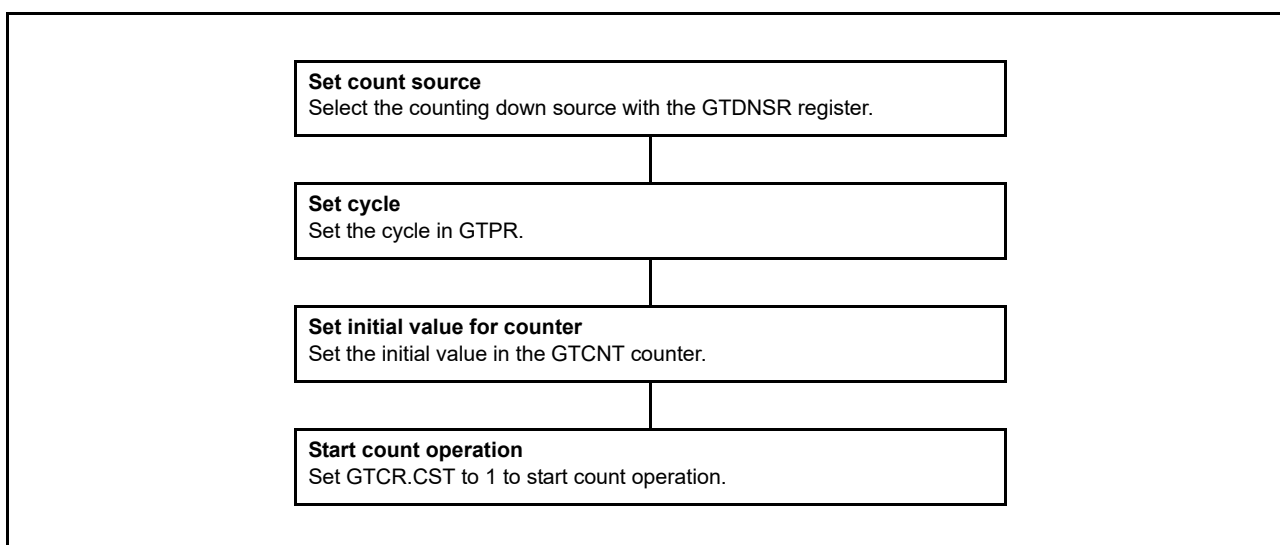 Set count source
Select the counting down source with the GTDNSR register.
Set cycle
Set the cycle in GTPR.
Set initial value for counter
Set the initial value in the GTCNT counter.
Start count operation
Set GTCR.CST to 1 to start count operation.